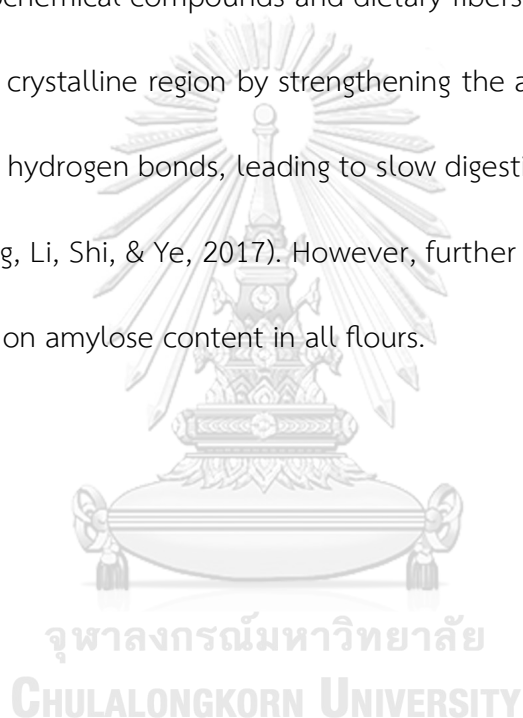 ochemical compounds and dietary fibers
crystalline region by strengthening the a
hydrogen bonds, leading to slow digesti
g, Li, Shi, & Ye, 2017). However, further
on amylose content in all flours.
จุฬาลงกรณ์มหาวิทยาลัย
CHULALONGKORN UNIVERSITY